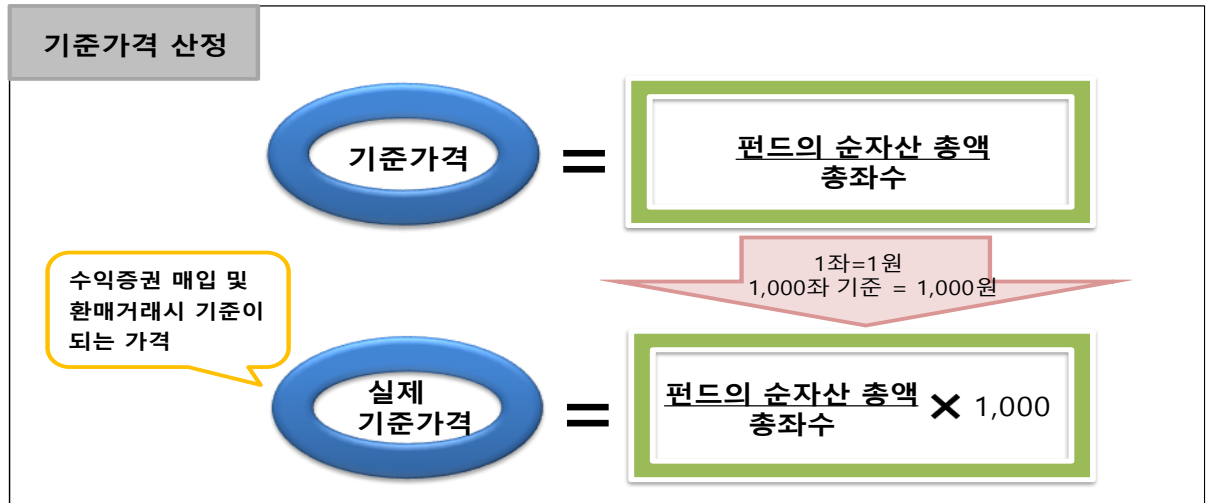 기준가격 산정
기준가격
=
펀드의 순자산 총액
총좌수
1좌=1원
1,000좌 기준 = 1,000원
수익증권 매입 및
환매거래시 기준이
되는 가격
실제
기준가격
=
펀드의 순자산 총액
총좌수
× 1,000